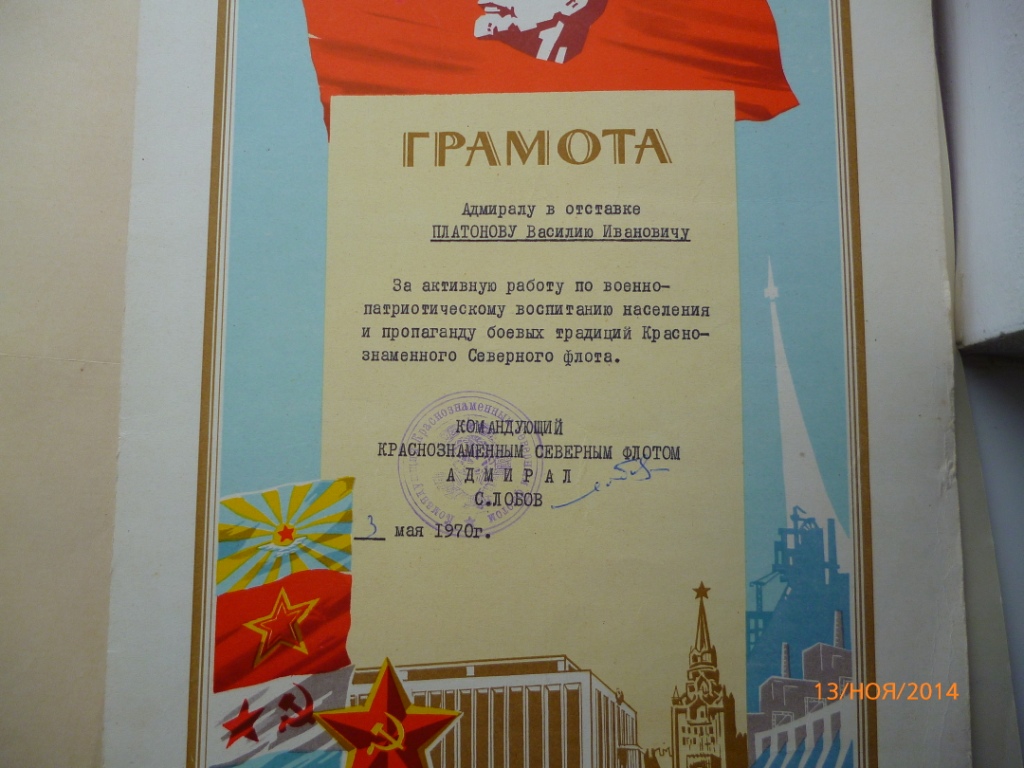 ГРАМОТА
Адмиралу в отставке
ПЛАТОНОВУ Василию Ивановичу
За активную работу по военно-
патриотическому воспитанию населения
и пропаганду боевых традиций Красно-
знаменного Северного флота.
КОМАНДУЮЩИЙ
КРАСНОЗНАМЕННЫМ СЕВЕРНЫМ ФЛОТОМ
АДМИРАЛ
С.ЛОБОВ
3 мая 1970г.
13/НОЯ/2014